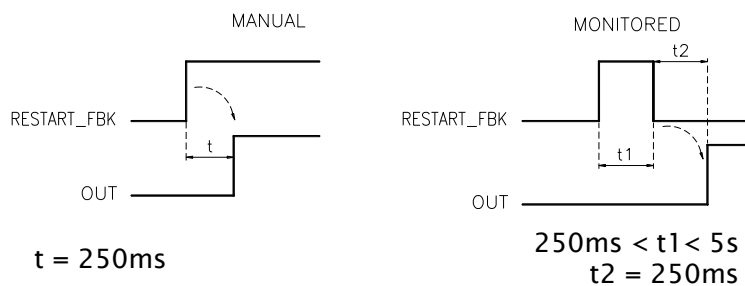 MANUAL
RESTART_FBK
t
OUT
t = 250ms
MONITORED
t2
RESTART_FBK
t1
OUT
250ms < t1< 5s
t2 = 250ms